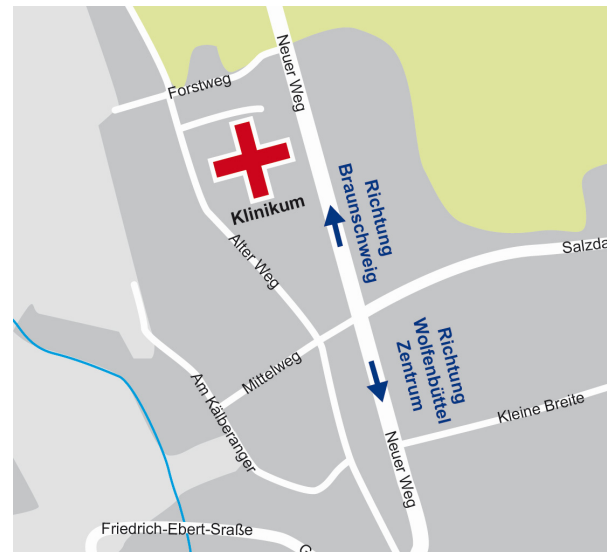 Neuer Weg
Forstweg
Klinikum
Richtung
Braunschweig
Alter Weg
Salzda
Richtung
Wolfenbüttel
Zentrum
Mittelweg
Am Kälberanger
Kleine Breite
Neuer Weg
Friedrich-Ebert-Sraße
G